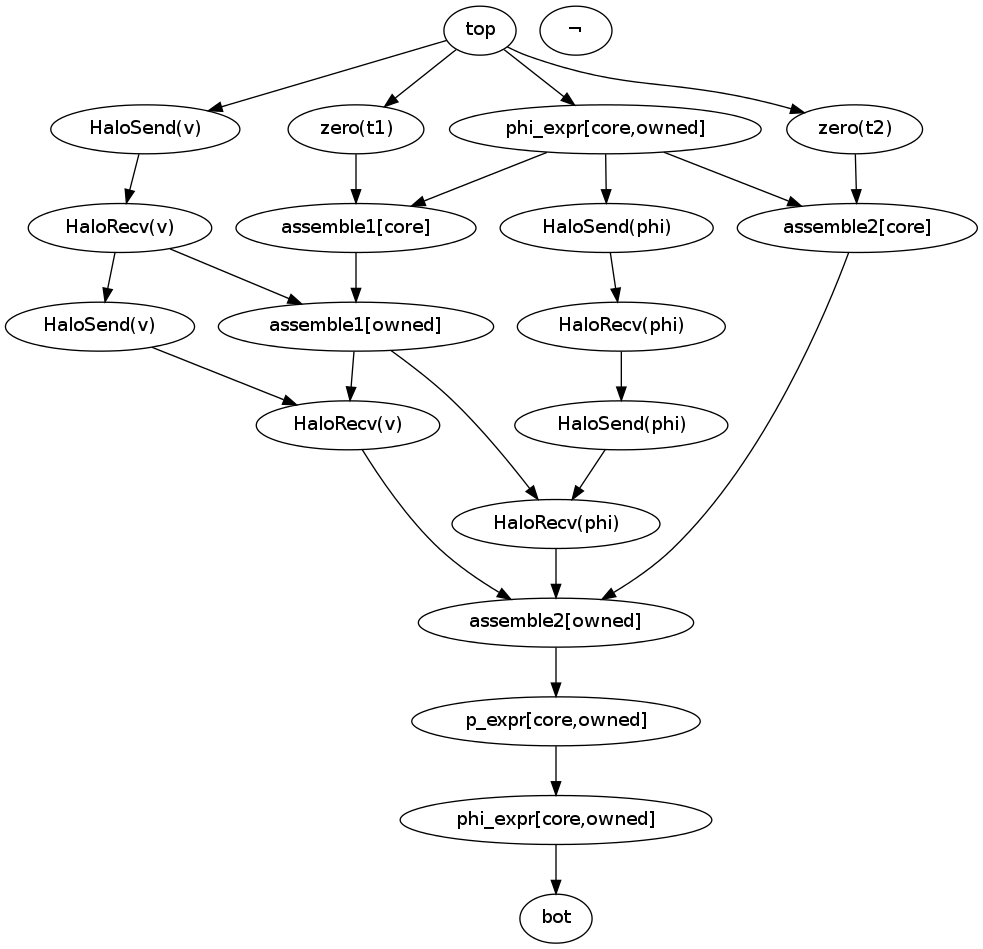 top
¬
HaloSend(v)
zero(t1)
phi_expr[core,owned]
zero(t2)
HaloRecv(v)
assemble1[core]
HaloSend(phi)
assemble2[core]
HaloSend(v)
assemble1[owned]
HaloRecv(phi)
HaloRecv(v)
HaloSend(phi)
HaloRecv(phi)
assemble2[owned]
p_expr[core,owned]
phi_expr[core,owned]
bot